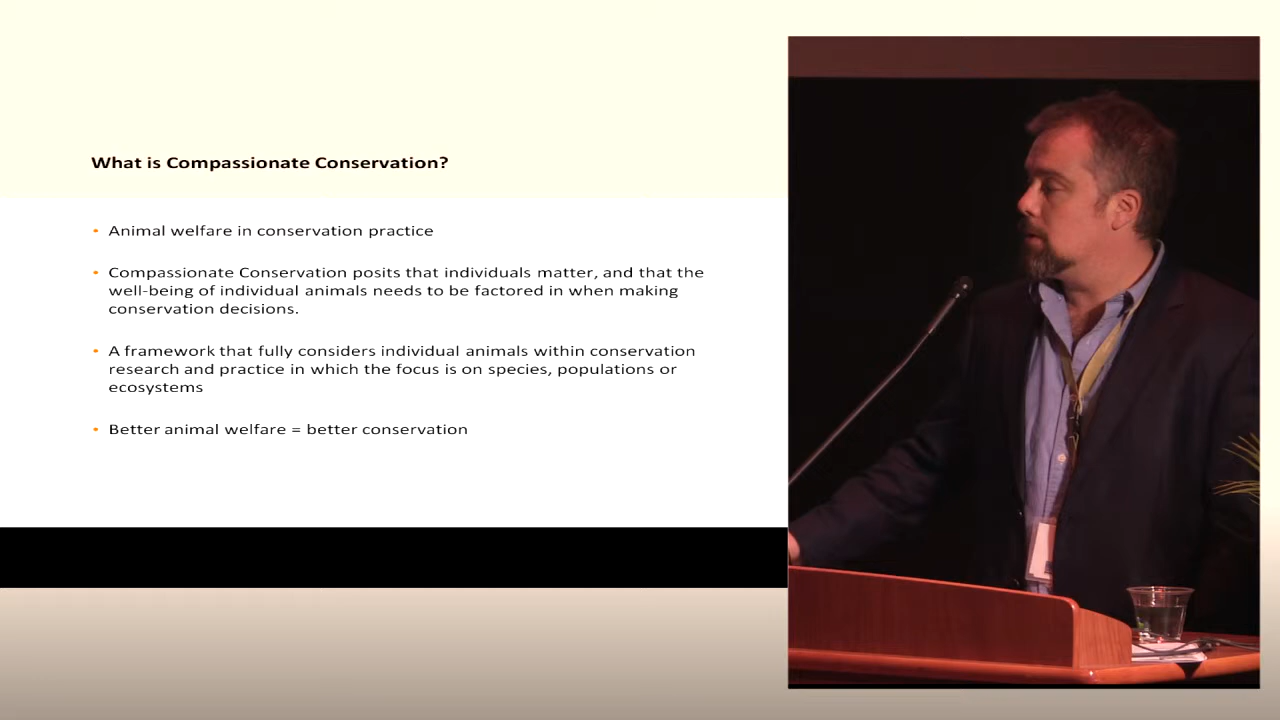 What is Compassionate Conservation?
• Animal welfare in conservation practice
• Compassionate Conservation posits that individuals matter, and that the
well-being of individual animals needs to be factored in when making
conservation decisions.
• A framework that fully considers individual animals within conservation
research and practice in which the focus is on species, populations or
ecosystems
• Better animal welfare = better conservation